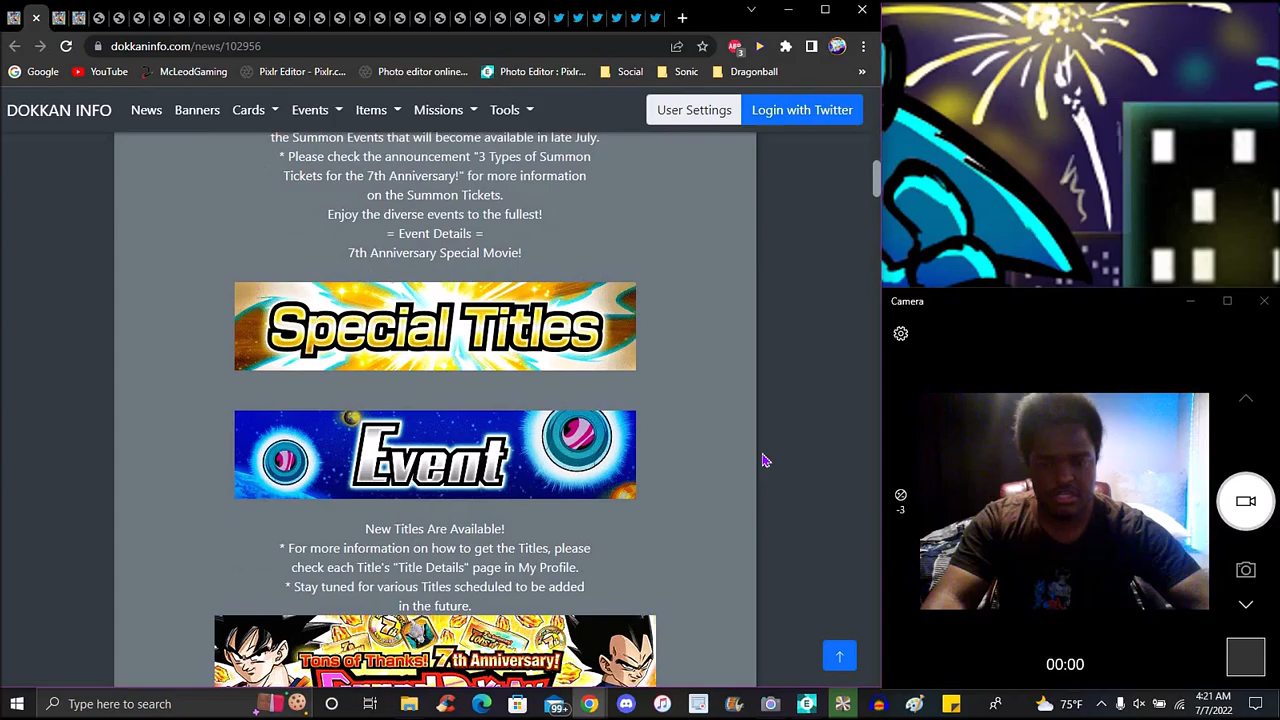 dokkaninfo.com/news/102956
3
Google YouTube McLeodGaming Pixlr Editor - Pixlr.c... Photo editor online... Photo Editor : Pixlr... Social Sonic Dragonball »
DOKKAN INFO News Banners Cards Events Items Missions Tools User Settings Login with Twitter
the Summon Events that will become available in late July.
* Please check the announcement "3 Types of Summon
Tickets for the 7th Anniversary!" for more information
on the Summon Tickets.
Enjoy the diverse events to the fullest!
= Event Details =
7th Anniversary Special Movie!
Special Titles
Event
New Titles Are Available!
* For more information on how to get the Titles, please
check each Title's "Title Details" page in My Profile.
* Stay tuned for various Titles scheduled to be added
in the future.
Tons of Thanks! 7th Anniversary!
Camera
-3
00:00
Type here to search
99+
75°F
4:21 AM
7/7/2022